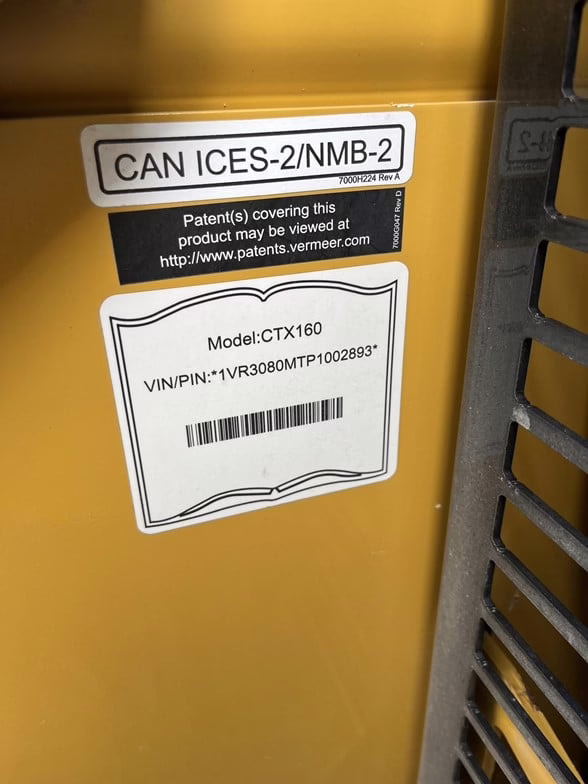 CAN ICES-2/NMB-2
7000H224 Rev A
Patent(s) covering this
product may be viewed at
http://www.patents.vermeer.com
7000G047 Rev D
Model:CTX160
VIN/PIN:*1VR3080MTP1002893*